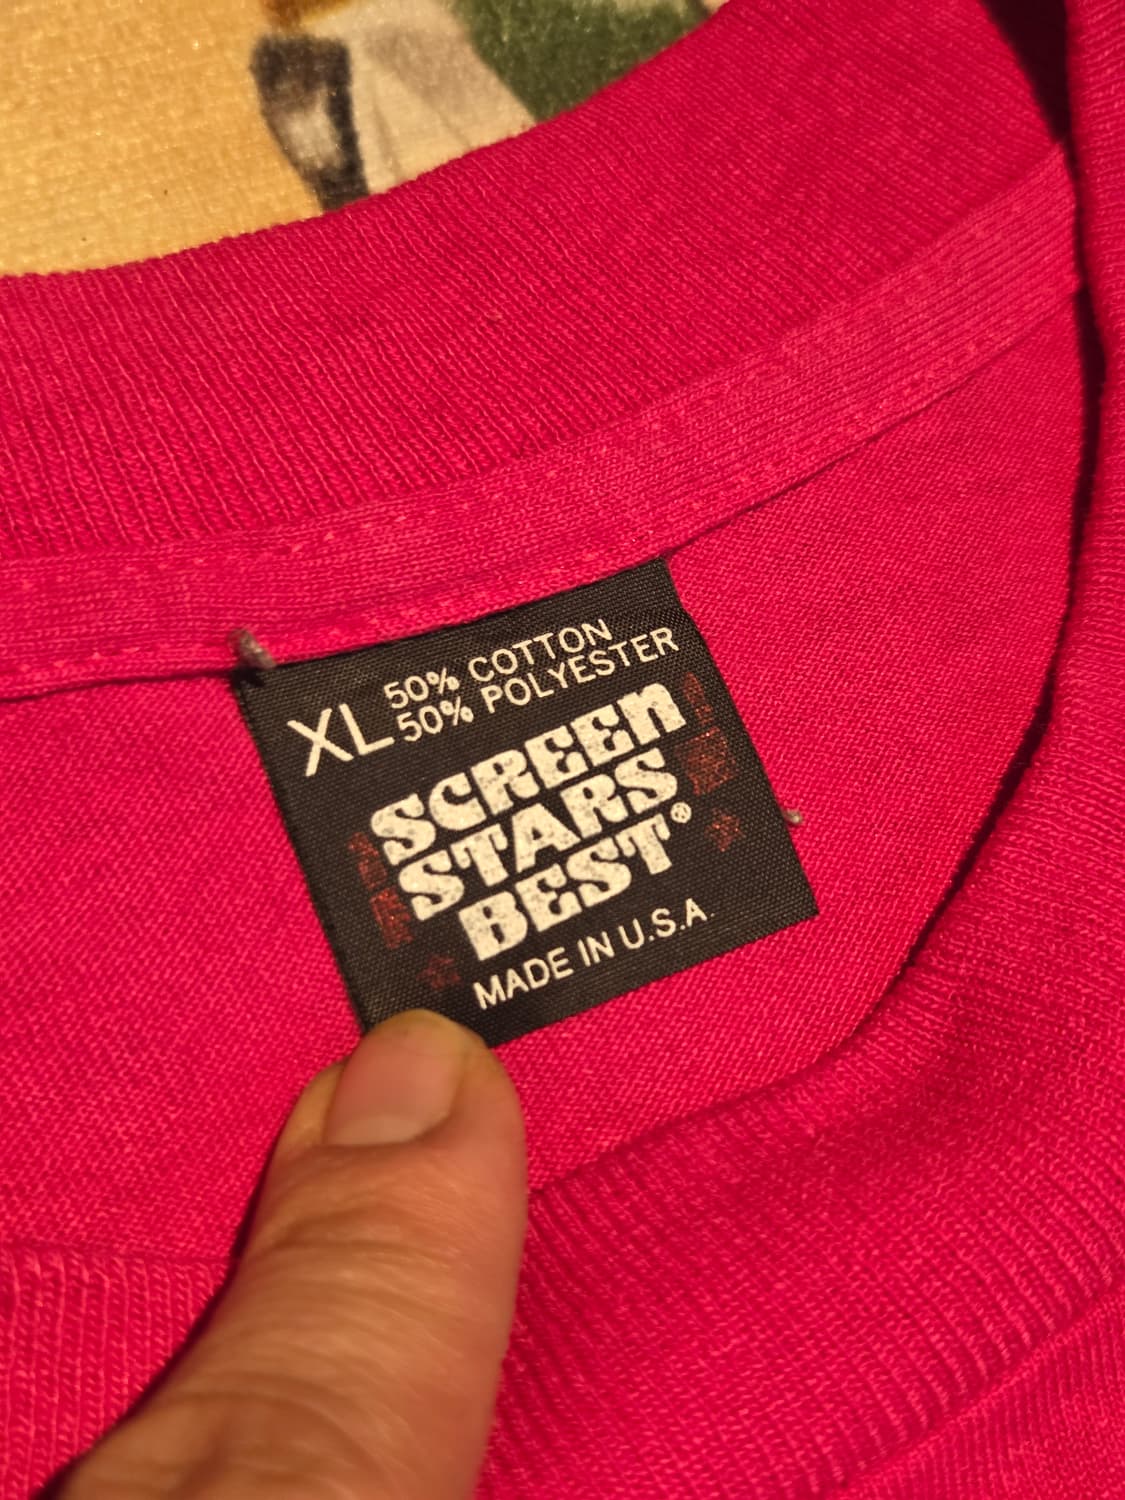 XL
50% COTTON
50% POLYESTER
SCREEn
STARS
BEST®
MADE IN U.S.A.